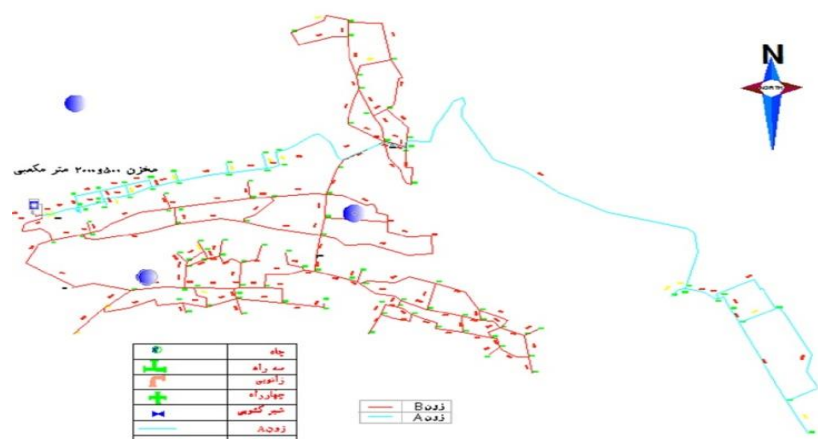 N
NORTH
مخزن ۵۰۰و۲۰۰۰ متر مکعبی
چاه
سه راه
زانویی
چهارراه
شیر کشویی
زونA
زونB
زونA